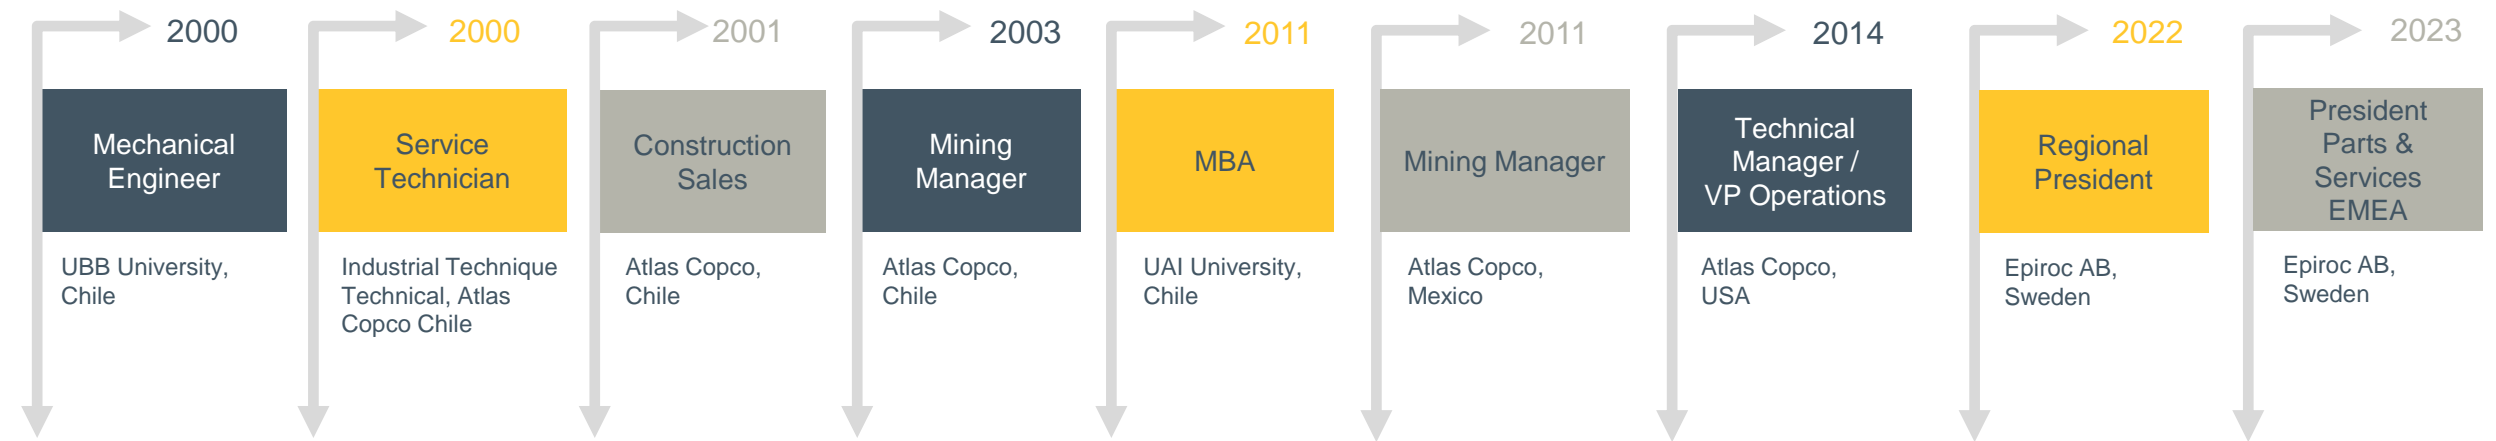 2000
Mechanical
Engineer
UBB University,
Chile
2000
Service
Technician
Industrial Technique
Technical, Atlas
Copco Chile
2001
Construction
Sales
Atlas Copco,
Chile
2003
Mining
Manager
Atlas Copco,
Chile
2011
MBA
UAI University,
Chile
2011
Mining Manager
Atlas Copco,
Mexico
2014
Technical
Manager /
VP Operations
Atlas Copco,
USA
2022
Regional
President
Epiroc AB,
Sweden
2023
President
Parts &
Services
EMEA
Epiroc AB,
Sweden